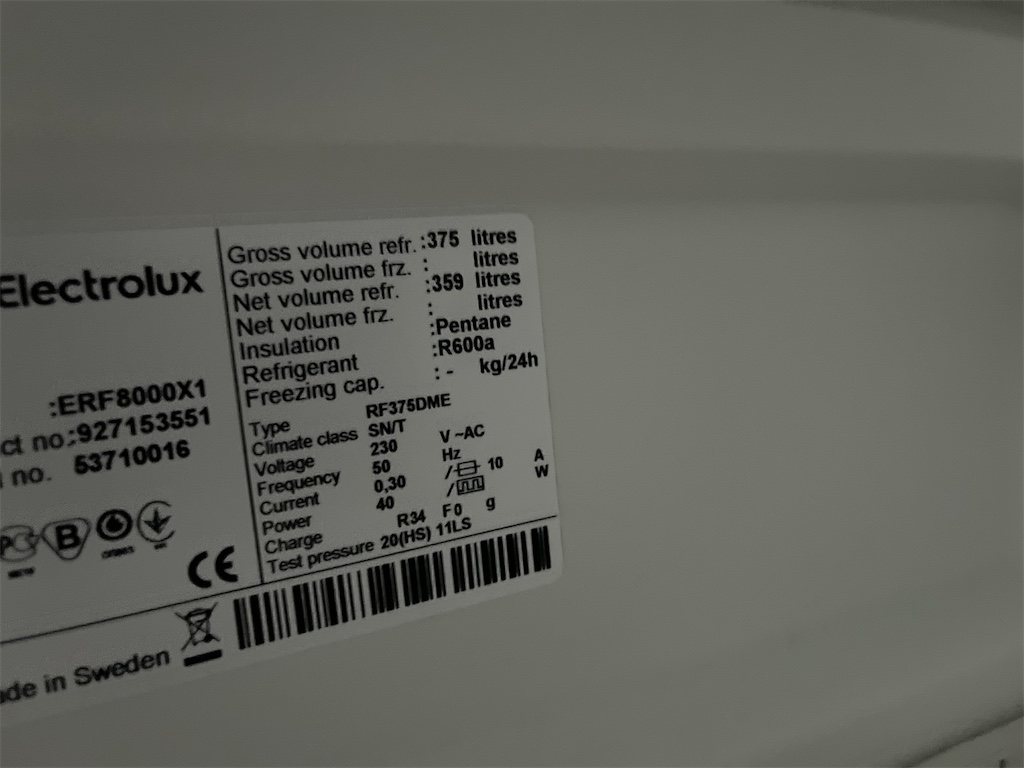 Electrolux
:ERF8000X1
ct no.:927153551
no. 53710016
CE
ade in Sweden
Gross volume refr. :375 litres
Gross volume frz. : litres
Net volume refr. :359 litres
Net volume frz. : litres
Insulation :Pentane
Refrigerant :R600a
Freezing cap. : - kg/24h
Type RF375DME
Climate class SN/T
Voltage 230 V ~AC
Frequency 50 Hz
Current 0,30 / 10 A
Power 40 / W
Charge R34 F0 g
Test pressure 20(HS) 11LS